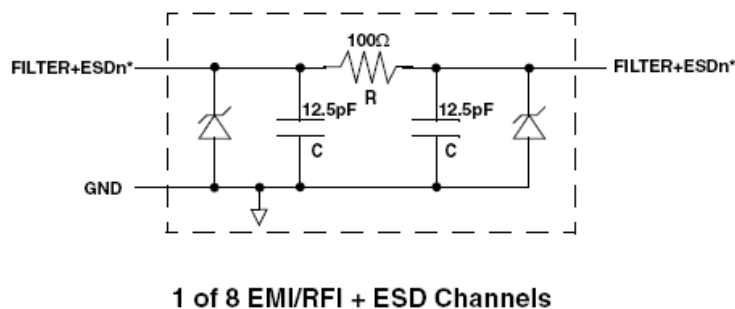 100Ω
FILTER+ESDn*
FILTER+ESDn*
R
12.5pF
12.5pF
C
C
GND
1 of 8 EMI/RFI + ESD Channels